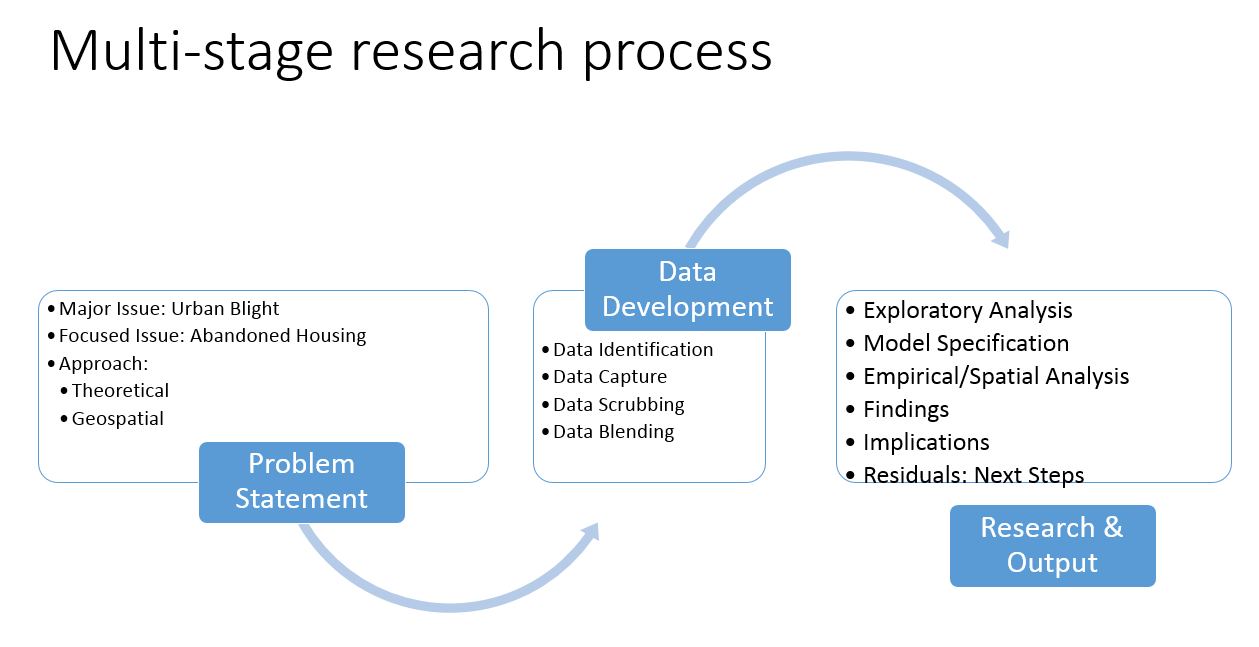 Multi-stage research process
• Major Issue: Urban Blight
• Focused Issue: Abandoned Housing
• Approach:
• Theoretical
• Geospatial
Problem
Statement
Data
Development
• Data Identification
• Data Capture
• Data Scrubbing
• Data Blending
• Exploratory Analysis
• Model Specification
• Empirical/Spatial Analysis
• Findings
• Implications
• Residuals: Next Steps
Research &
Output